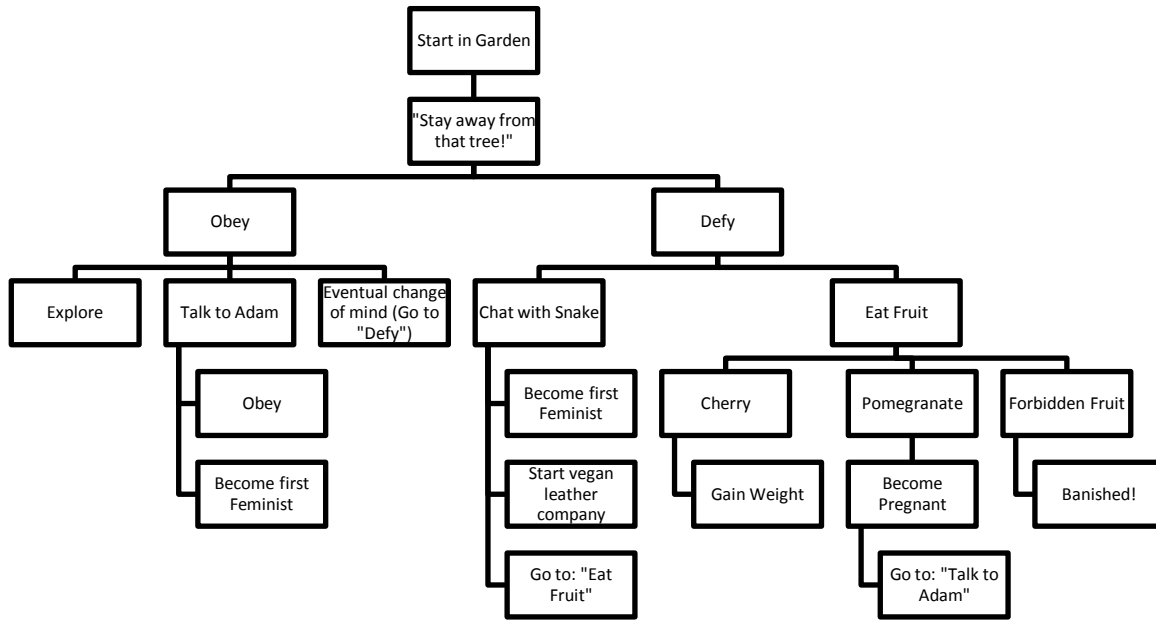 Start in Garden
"Stay away from
that tree!"
Obey
Defy
Explore
Talk to Adam
Eventual change
of mind (Go to
"Defy")
Chat with Snake
Eat Fruit
Obey
Become first
Feminist
Become first
Feminist
Start vegan
leather
company
Go to: "Eat
Fruit"
Cherry
Pomegranate
Forbidden Fruit
Gain Weight
Become
Pregnant
Banished!
Go to: "Talk to
Adam"